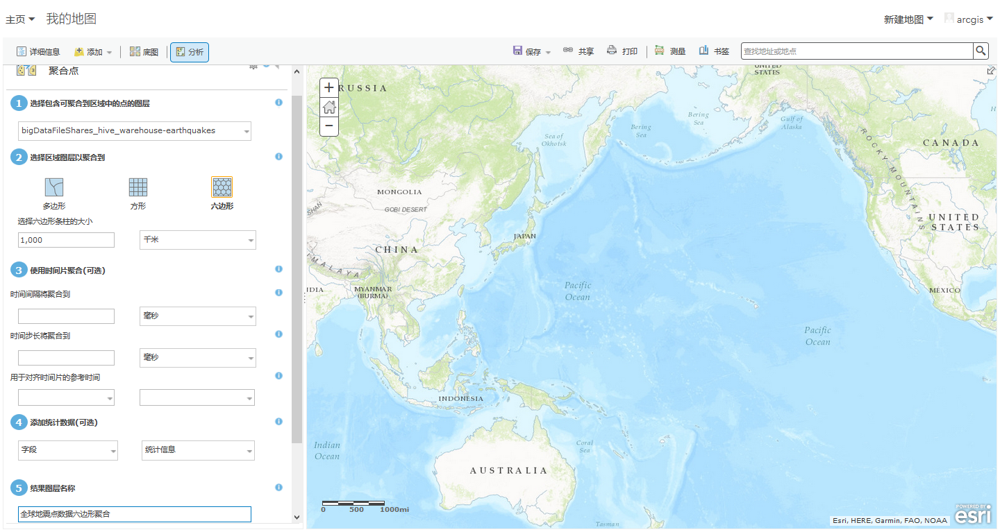 主页 我的地图 新建地图 arcgis
详细信息 添加 底图 分析 保存 共享 打印 测量 书签 查找地址或地点
聚合点
1 选择包含可聚合到区域中的点的图层
bigDataFileShares_hive_warehouse-earthquakes
2 选择区域图层以聚合到
多边形 方形 六边形
选择六边形条柱的大小
1,000 千米
3 使用时间片聚合(可选)
时间间隔将聚合到
毫秒
时间步长将聚合到
毫秒
用于对齐时间片的参考时间
4 添加统计数据(可选)
字段 统计信息
5 结果图层名称
全球地震点数据六边形聚合
+
−
UNITED
STATES
RUSSIA
Sea of
Okhotsk
Bering
Sea
Bering
Sea
Gulf of
Alaska
CANADA
ROCKY MOUNTAINS
MONGOLIA
GOBI DESERT
SHAN
UNITED
STATES
JAPAN
CHINA
MALAYA
IDIA
MYANMAR
(BURMA)
Pacific
Ocean
MÉXICO
Pacific
Ocean
INDONESIA
Indian
Ocean
Coral
Sea
AUSTRALIA
0 500 1000mi
Tasman
Esri, HERE, Garmin, FAO, NOAA
POWERED BY
esri